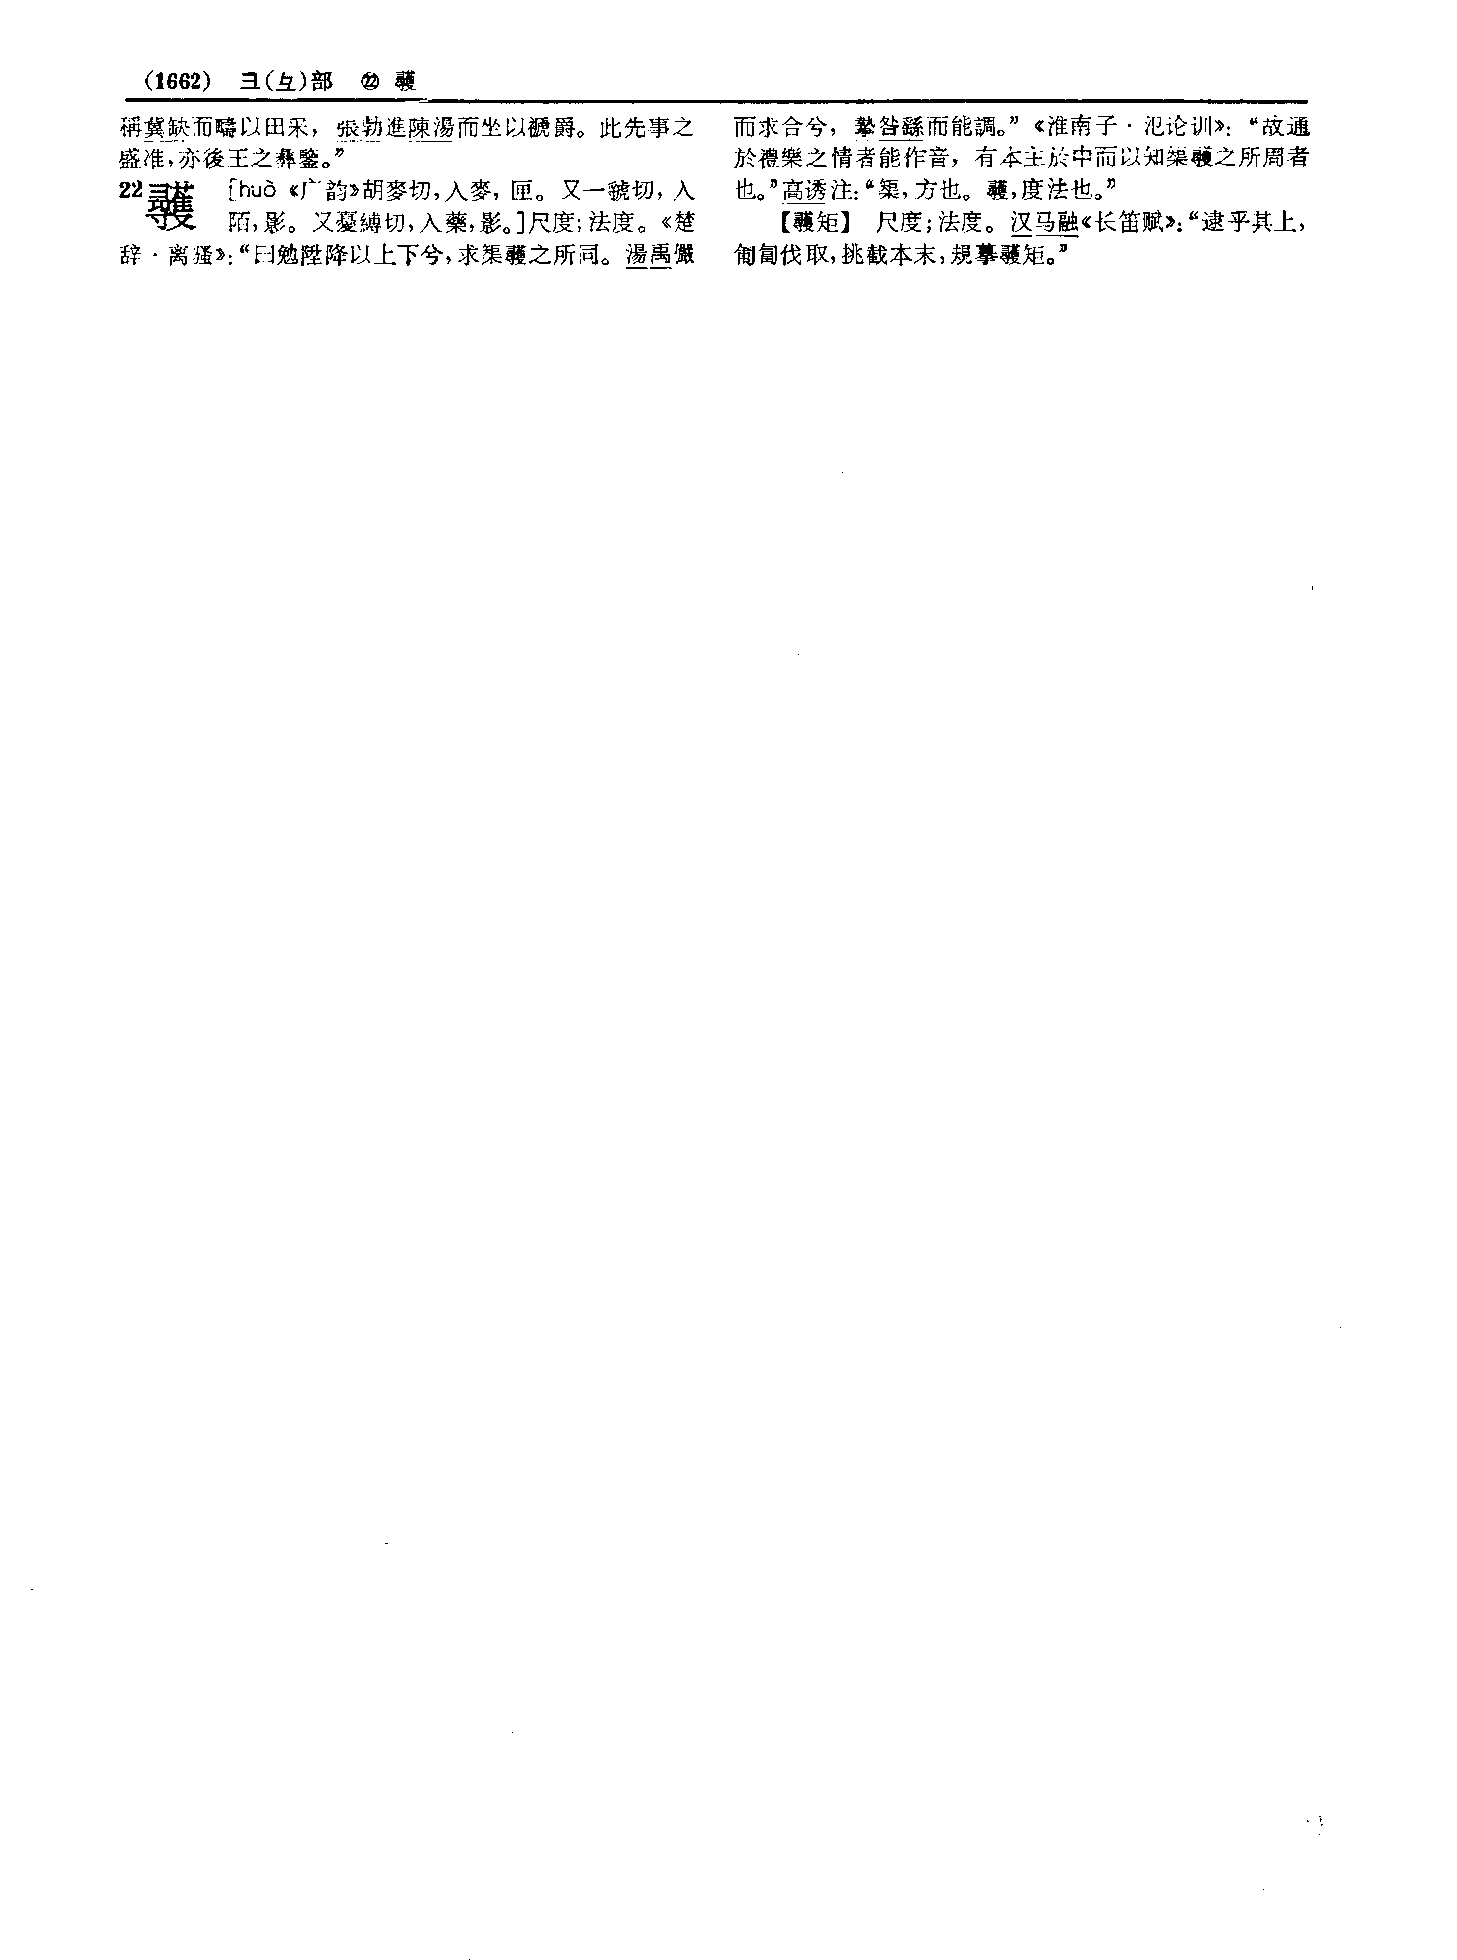 (1662) 彐(彑)部 ㉒ 彠
稱冀缺而疇以田采，張勃進陳湯而坐以褫爵。此先事之
盛准，亦後王之彝鑒。”
22彠 [huò《广韵》胡麥切，入麥，匣。又一虢切，入
陌，影。又憂縛切，入藥，影。]尺度；法度。《楚
辞·离骚》：“曰勉陞降以上下兮，求榘彠之所同。湯禹儼
而求合兮，摯咎繇而能調。”《淮南子·氾论训》：“故通
於禮樂之情者能作音，有本主於中而以知榘彠之所周者
也。”高诱注：“榘，方也。彠，度法也。”
【彠矩】 尺度；法度。汉马融《长笛赋》：“逮乎其上，
匍匐伐取，挑截本末，規摹彠矩。”